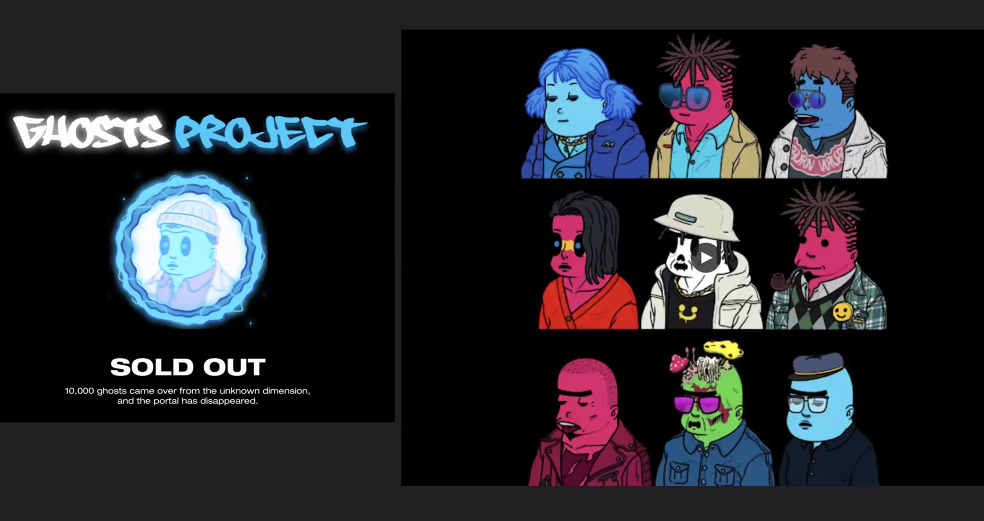 GHOSTS PROJECT
SOLD OUT
10,000 ghosts came over from the unknown dimension,
and the portal has disappeared.